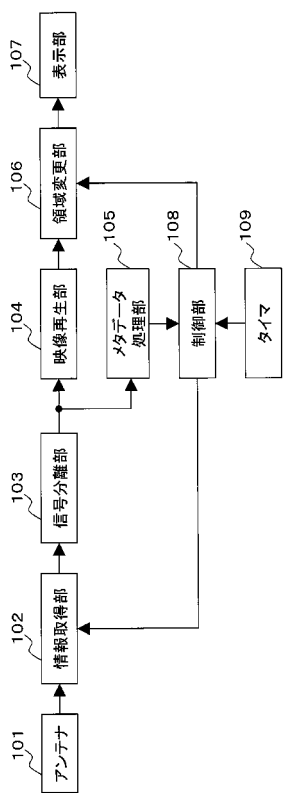 101
アンテナ
102
情報取得部
103
信号分離部
104
映像再生部
106
領域変更部
107
表示部
105
メタデータ
処理部
108
制御部
109
タイマ